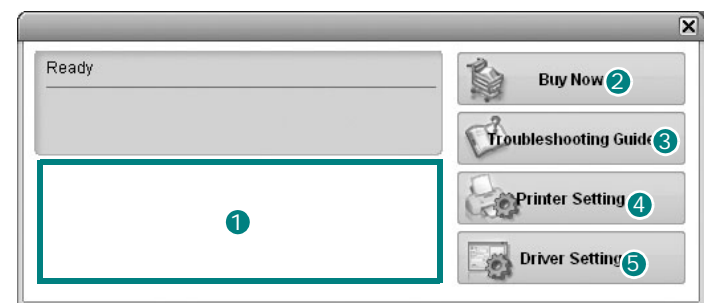 Ready
1
Buy Now 2
Troubleshooting Guide 3
Printer Setting 4
Driver Setting 5